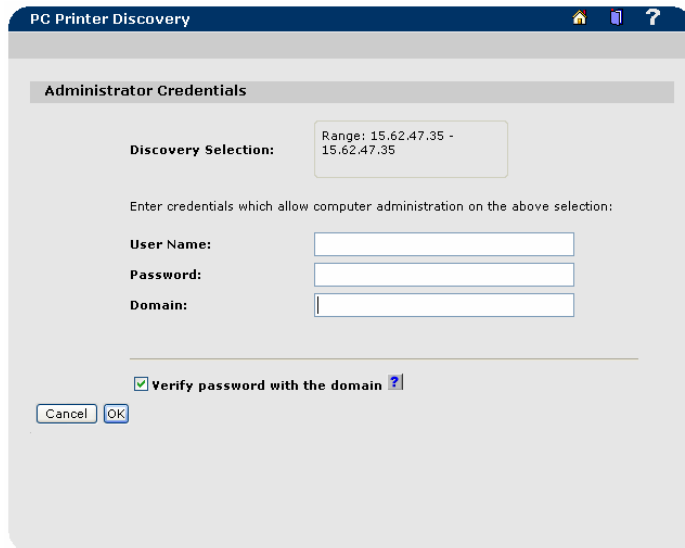 PC Printer Discovery ?
Administrator Credentials
Discovery Selection: Range: 15.62.47.35 -
15.62.47.35
Enter credentials which allow computer administration on the above selection:
User Name:
Password:
Domain:
Verify password with the domain ?
Cancel OK